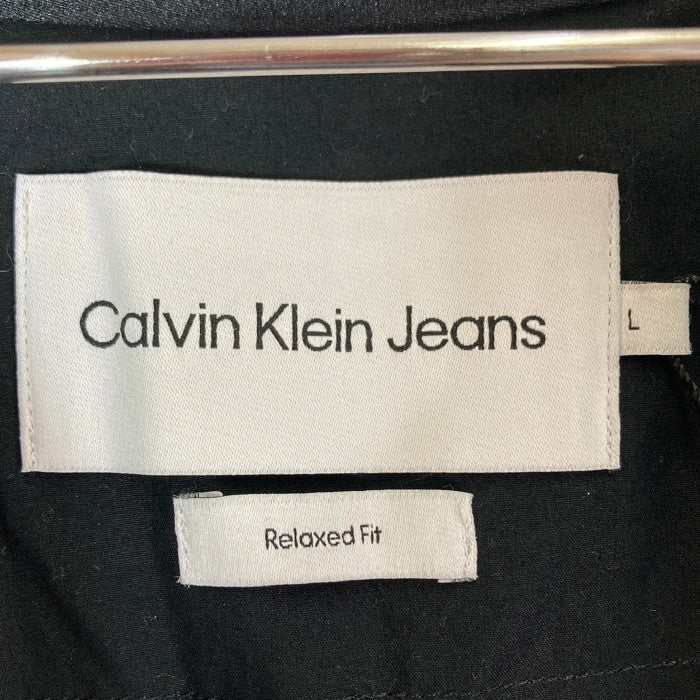 Calvin Klein Jeans
L
Relaxed Fit